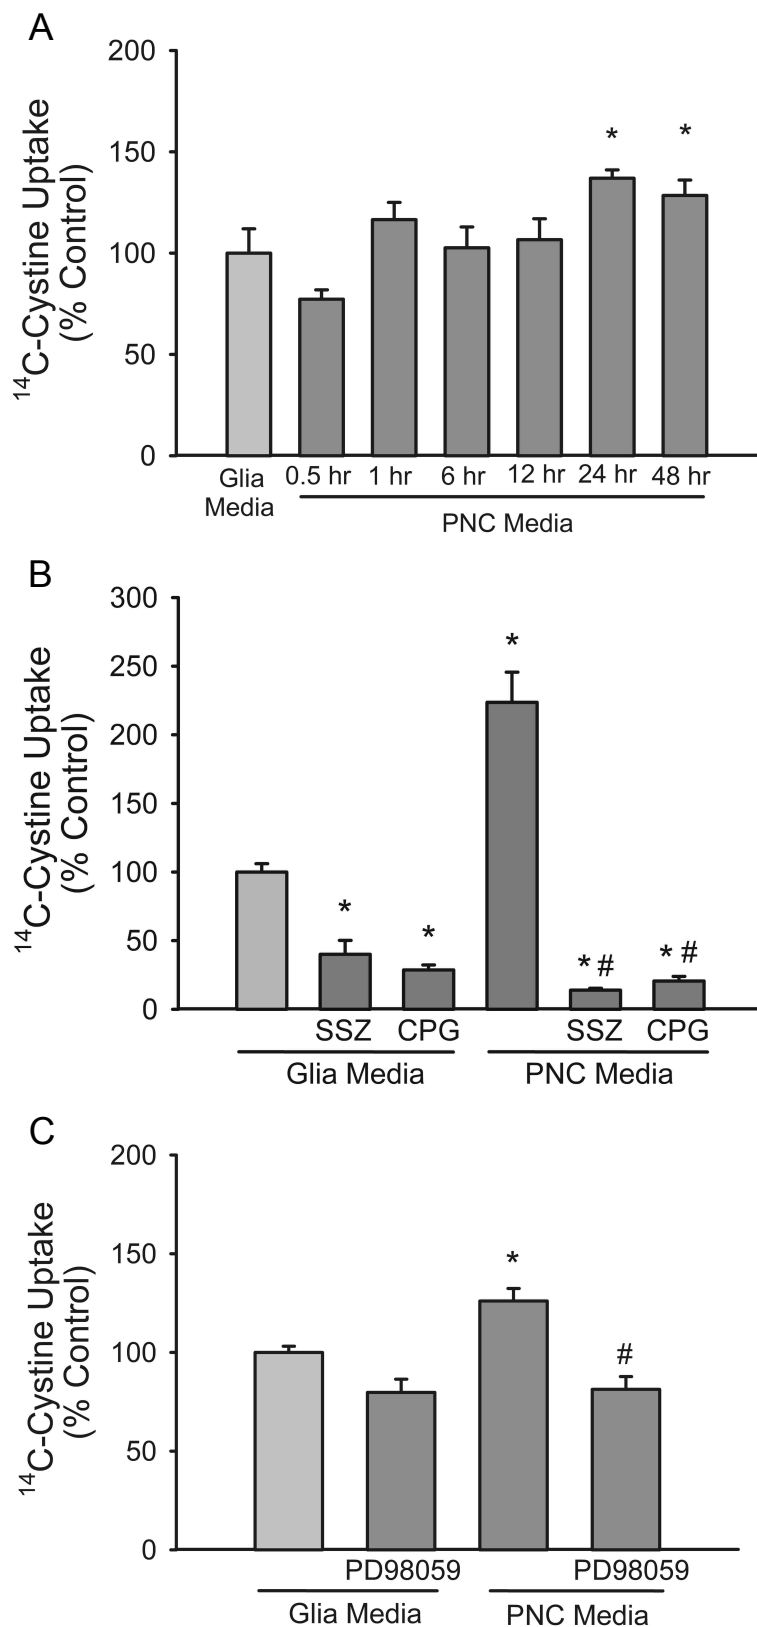 A
200
150
100
50
0
¹⁴C-Cystine Uptake
(% Control)
*
*
Glia
Media
0.5 hr 1 hr 6 hr 12 hr 24 hr 48 hr
PNC Media
B
300
250
200
150
100
50
0
¹⁴C-Cystine Uptake
(% Control)
*
*
*
* #
* #
SSZ CPG SSZ CPG
Glia Media PNC Media
C
200
150
100
50
0
¹⁴C-Cystine Uptake
(% Control)
*
#
PD98059 PD98059
Glia Media PNC Media